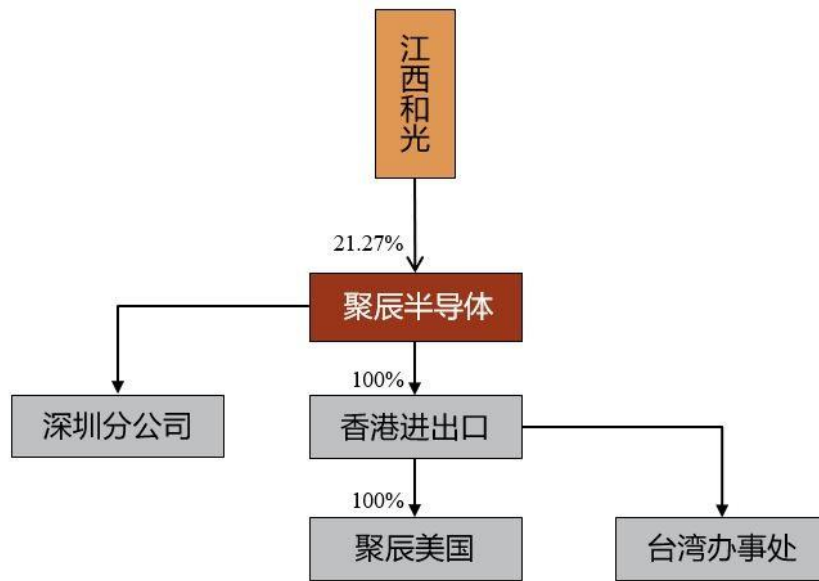 江西和光
21.27%
聚辰半导体
100%
深圳分公司
香港进出口
100%
聚辰美国
台湾办事处